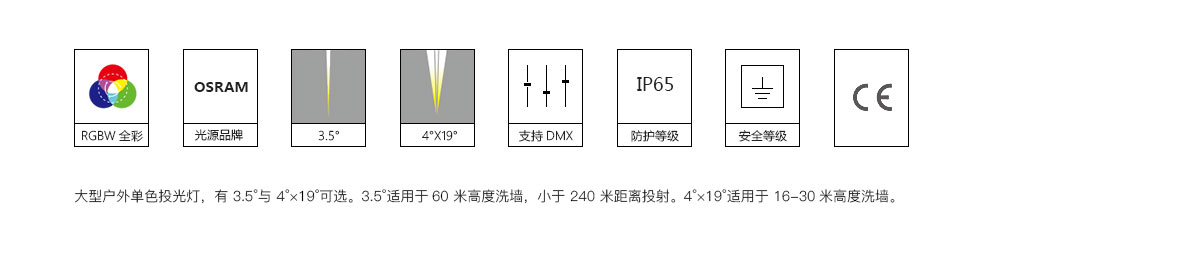 OSRAM
IP65
CE
RGBW 全彩
光源品牌
3.5°
4°X19°
支持 DMX
防护等级
安全等级
大型户外单色投光灯，有 3.5°与 4°×19°可选。3.5°适用于 60 米高度洗墙，小于 240 米距离投射。4°×19°适用于 16-30 米高度洗墙。